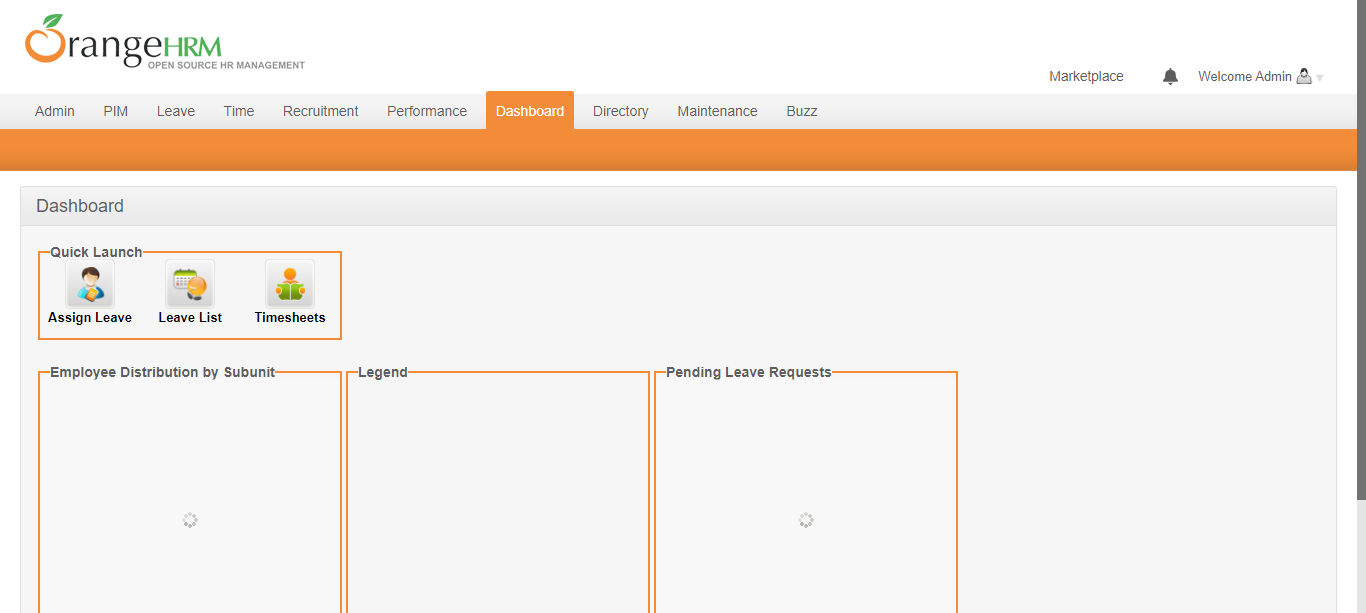 OrangeHRM
OPEN SOURCE HR MANAGEMENT
Marketplace Welcome Admin
Admin PIM Leave Time Recruitment Performance Dashboard Directory Maintenance Buzz
Dashboard
Quick Launch
Assign Leave Leave List Timesheets
Employee Distribution by Subunit Legend Pending Leave Requests